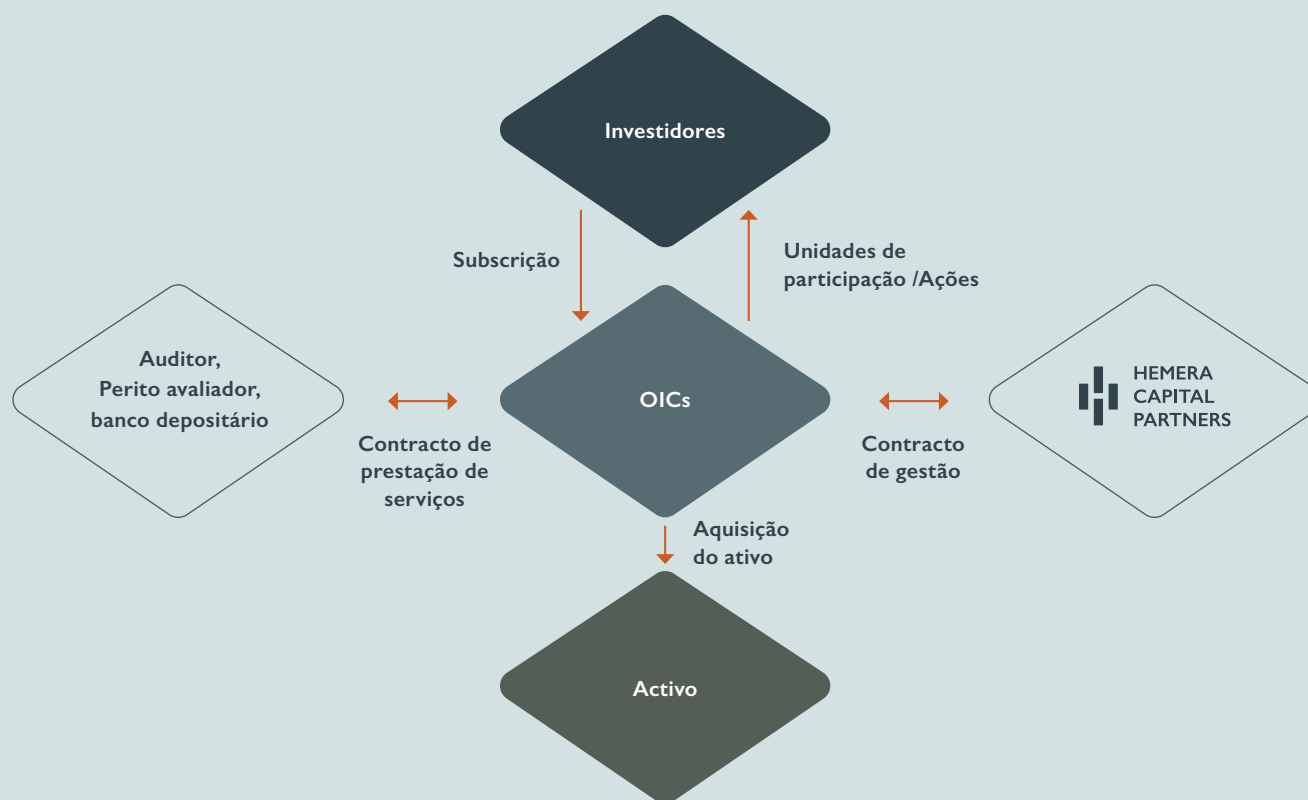 Investidores
Subscrição
Unidades de
participação /Ações
Auditor,
Perito avaliador,
banco depositário
Contracto de
prestação de
serviços
OICs
Contracto
de gestão
HEMERA
CAPITAL
PARTNERS
Aquisição
do ativo
Activo